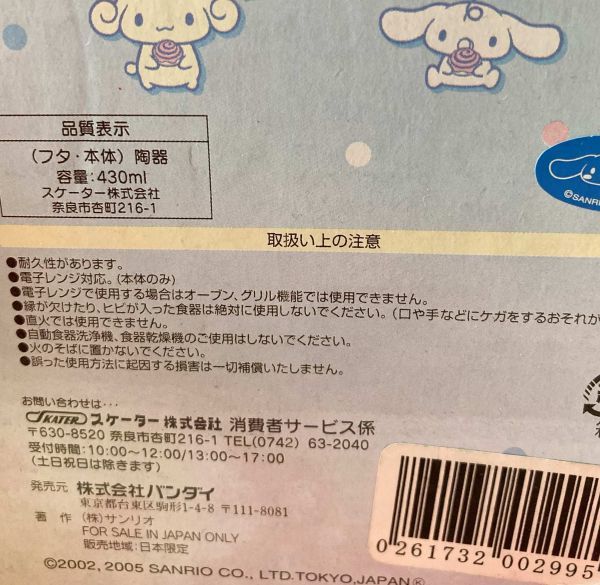 品質表示
(フタ・本体) 陶器
容量:430ml
スケーター株式会社
奈良市杏町216-1
©SANRIO
取扱い上の注意
●耐久性があります。
●電子レンジ対応。(本体のみ)
●電子レンジで使用する場合はオーブン、グリル機能では使用できません。
●縁が欠けたり、ヒビが入った食器は絶対に使用しないでください。(口や手などにケガをするおそれが
●直火では使用できません。
●自動食器洗浄機、食器乾燥機のご使用はしないでください。
●火のそばに置かないでください。
●誤った使用方法に起因する損害は一切補償いたしません。
お問い合わせは・・・
SKATER スケーター 株式会社 消費者サービス係
〒630-8520 奈良市杏町216-1 TEL(0742) 63-2040
受付時間:10:00~12:00/13:00~17:00
(土日祝日は除きます)
発売元 株式会社バンダイ
東京都台東区駒形1-4-8 〒111-8081
著作 (株)サンリオ
FOR SALE IN JAPAN ONLY
販売地域:日本限定
©2002, 2005 SANRIO CO., LTD.TOKYO,JAPAN®
0 261732 002995